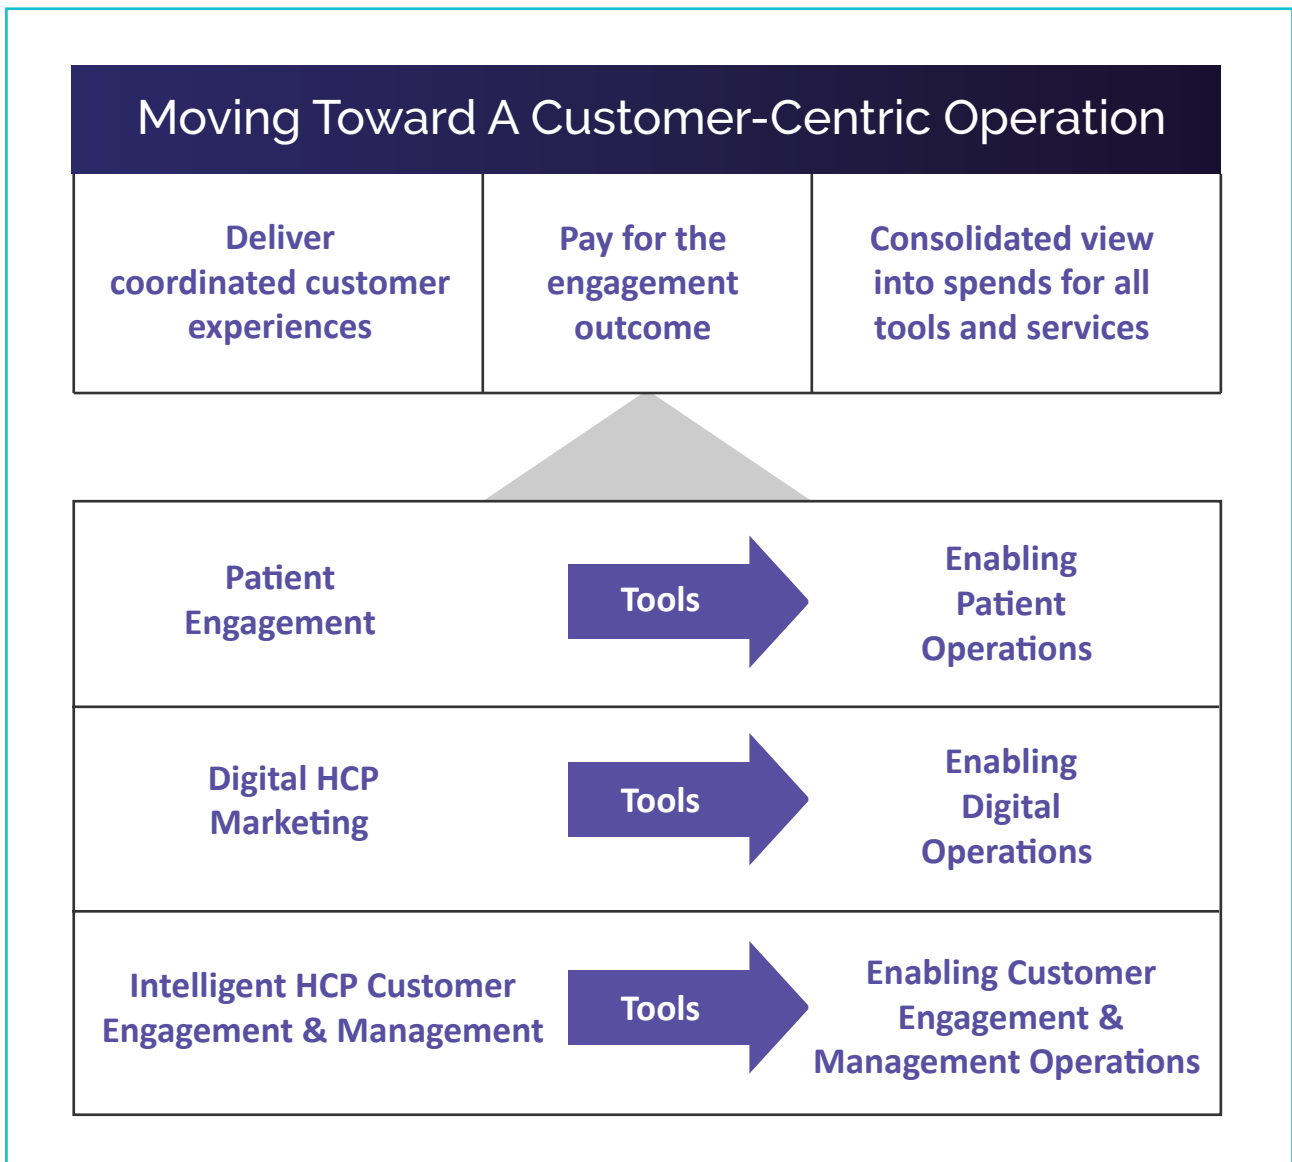 Moving Toward A Customer-Centric Operation
Deliver
coordinated customer
experiences
Pay for the
engagement
outcome
Consolidated view
into spends for all
tools and services
Patient
Engagement
Tools
Enabling
Patient
Operations
Digital HCP
Marketing
Tools
Enabling
Digital
Operations
Intelligent HCP Customer
Engagement & Management
Tools
Enabling Customer
Engagement &
Management Operations